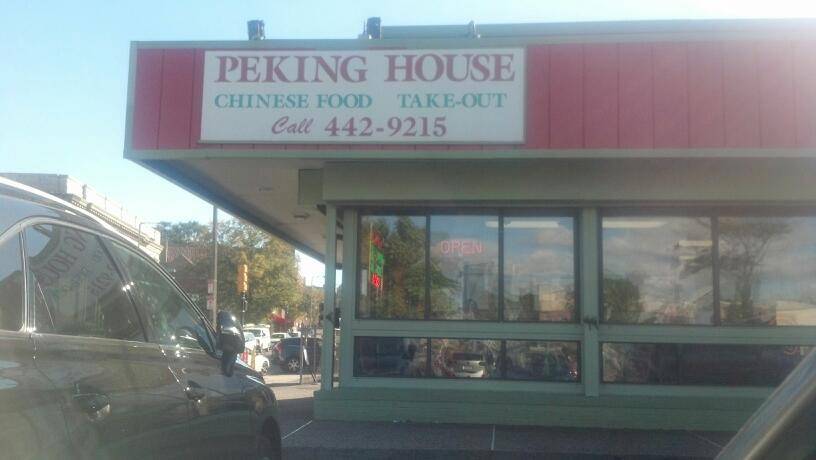 PEKING HOUSE
CHINESE FOOD TAKE-OUT
Call 442-9215
OPEN